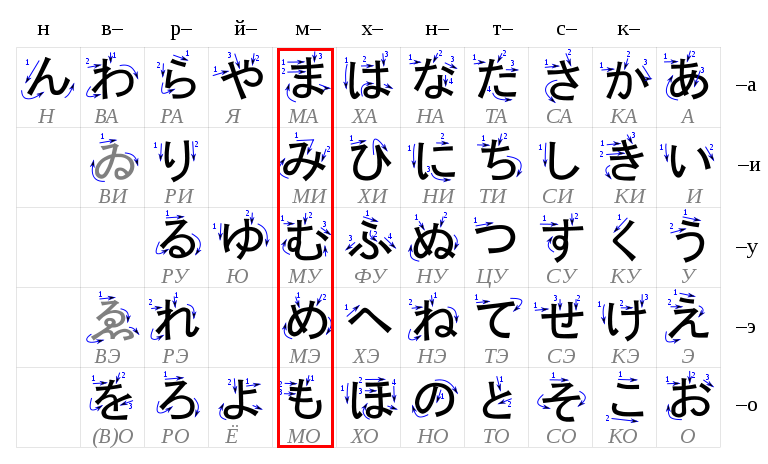 н в– р– й– м– х– н– т– с– к–
ん わ ら や ま は な た さ か あ –а
Н ВА РА Я МА ХА НА ТА СА КА А
ゐ り み ひ に ち し き い –и
ВИ РИ МИ ХИ НИ ТИ СИ КИ И
る ゆ む ふ ぬ つ す く う –у
РУ Ю МУ ФУ НУ ЦУ СУ КУ У
ゑ れ め へ ね て せ け え –э
ВЭ РЭ МЭ ХЭ НЭ ТЭ СЭ КЭ Э
を ろ よ も ほ の と そ こ お –о
(В)О РО Ё МО ХО НО ТО СО КО О